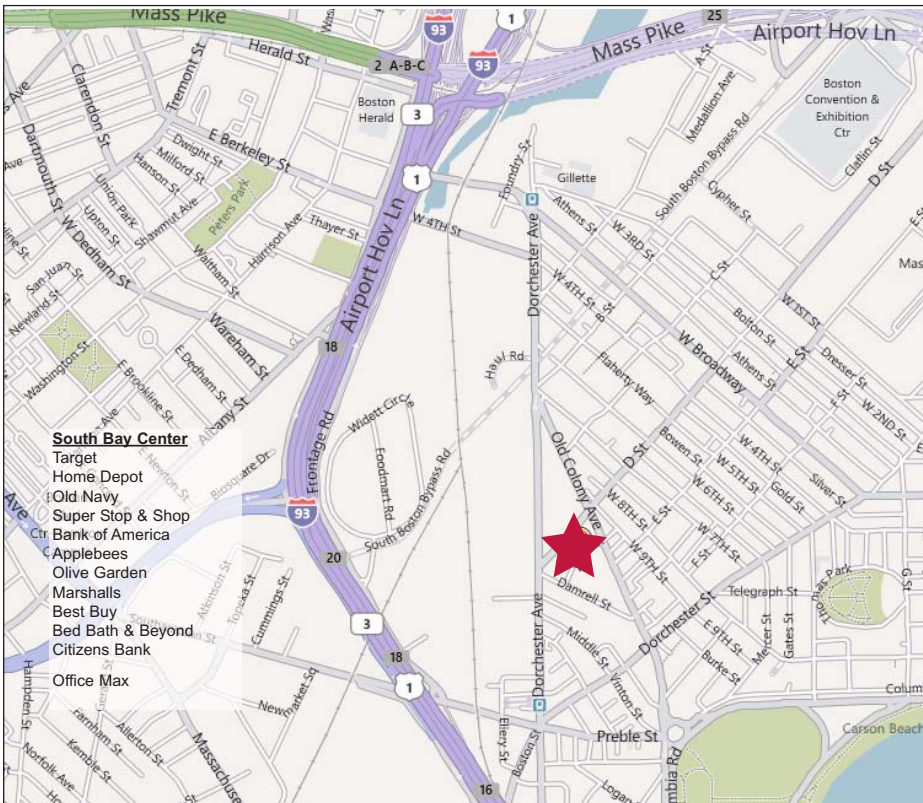 Mass Pike
93
1
25
Mass Pike
Airport Hov Ln
Herald St
2 A-B-C
93
A St
Medallion Ave
Boston
Convention &
Exhibition
Ctr
Tremont St
Clarendon St
Boston
Herald
3
Dartmouth St
E Berkeley St
Dwight St
Milford St
Hanson St
Union Park
Upton St
Shawmut Ave
Peters Park
Harrison Ave
Thayer St
Waltham St
W Dedham St
1
Airport Hov Ln
W 4TH St
Foundry St
Gillette
South Boston Bypass Rd
Cypher St
Claflin St
D St
Athens St
W 3RD St
Dorchester Ave
W 4TH St
B St
C St
Bolton St
W 1ST St
San Juan St
Newland St
Washington St
Wareham St
E Dedham St
E Brookline St
Albany St
18
Haul Rd
Flaherty Way
W Broadway
Athens St
E St
Dresser St
F St
W 2ND St
Widett Circle
Foodmart Rd
Frontage Rd
South Boston Bypass Rd
Old Colony Ave
D St
Bowen St
W 4TH St
W 5TH St
W 6TH St
Gold St
Silver St
South Bay Center
Target
Home Depot
Old Navy
Super Stop & Shop
Bank of America
Applebees
Olive Garden
Marshalls
Best Buy
Bed Bath & Beyond
Citizens Bank
Office Max
E Newton St
Biosquare Dr
Ave
93
20
W 8TH St
E St
W 9TH St
W 7TH St
F St
Thomas Park
G St
Telegraph St
Atkinson St
Topeka St
Cummings St
3
18
1
Damrell St
Dorchester St
Middle St
Vinton St
E 9TH St
Burke St
Mercer St
Gates St
Dorchester Ave
Hampden St
Newmarket Sq
Farnham St
Allerton St
Kemble St
Norfolk Ave
Ellery St
Boston St
Preble St
Carson Beach
16